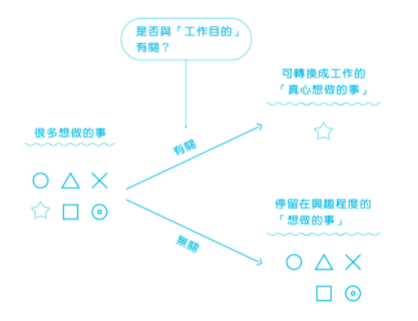 是否與「工作目的」
有關？
可轉換成工作的
「真心想做的事」
很多想做的事
有關
無關
停留在興趣程度的
「想做的事」